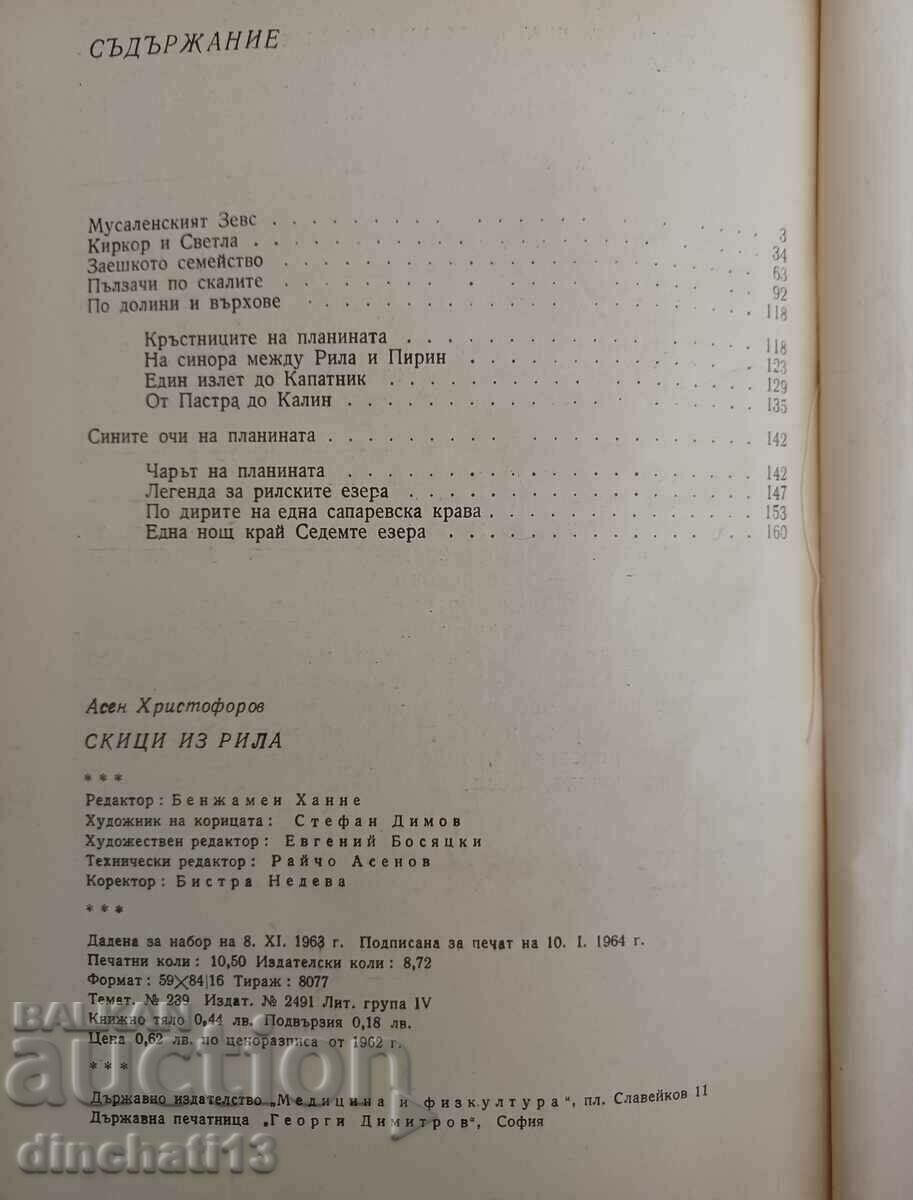 СЪДЪРЖАНИЕ
Мусаленският Зевс . . . . . . . . . . . . . . . 3
Киркор и Светла . . . . . . . . . . . . . . . 34
Заешкото семейство . . . . . . . . . . . . . . . 63
Пълзачи по скалите . . . . . . . . . . . . . . . 92
По долини и върхове . . . . . . . . . . . . . . . 118
Кръстниците на планината . . . . . . . . . . . . . . . 118
На синора между Рила и Пирин . . . . . . . . . . . . . 123
Един излет до Капатник . . . . . . . . . . . . . . . 129
От Пастра до Калин . . . . . . . . . . . . . . . 135
Сините очи на планината . . . . . . . . . . . . . . . 142
Чарът на планината . . . . . . . . . . . . . . . 142
Легенда за рилските езера . . . . . . . . . . . . . . . 147
По дирите на една сапаревска крава . . . . . . . . . . . 153
Една нощ край Седемте езера . . . . . . . . . . . . . 160
Асен Христофоров
СКИЦИ ИЗ РИЛА
* * *
Редактор: Бенжамен Ханне
Художник на корицата: Стефан Димов
Художествен редактор: Евгений Босяцки
Технически редактор: Райчо Асенов
Коректор: Бистра Недева
* * *
Дадена за набор на 8. XI. 1963 г. Подписана за печат на 10. I. 1964 г.
Печатни коли: 10,50 Издателски коли: 8,72
Формат: 59×84|16 Тираж: 8077
Темат. № 239 Издат. № 2491 Лит. група IV
Книжно тяло 0,44 лв. Подвързия 0,18 лв.
Цена 0,62 лв. по ценоразписа от 1962 г.
* * *
Държавно издателство „Медицина и физкултура“, пл. Славейков 11
Държавна печатница „Георги Димитров“, София
BALKAN
auction
dinchati13